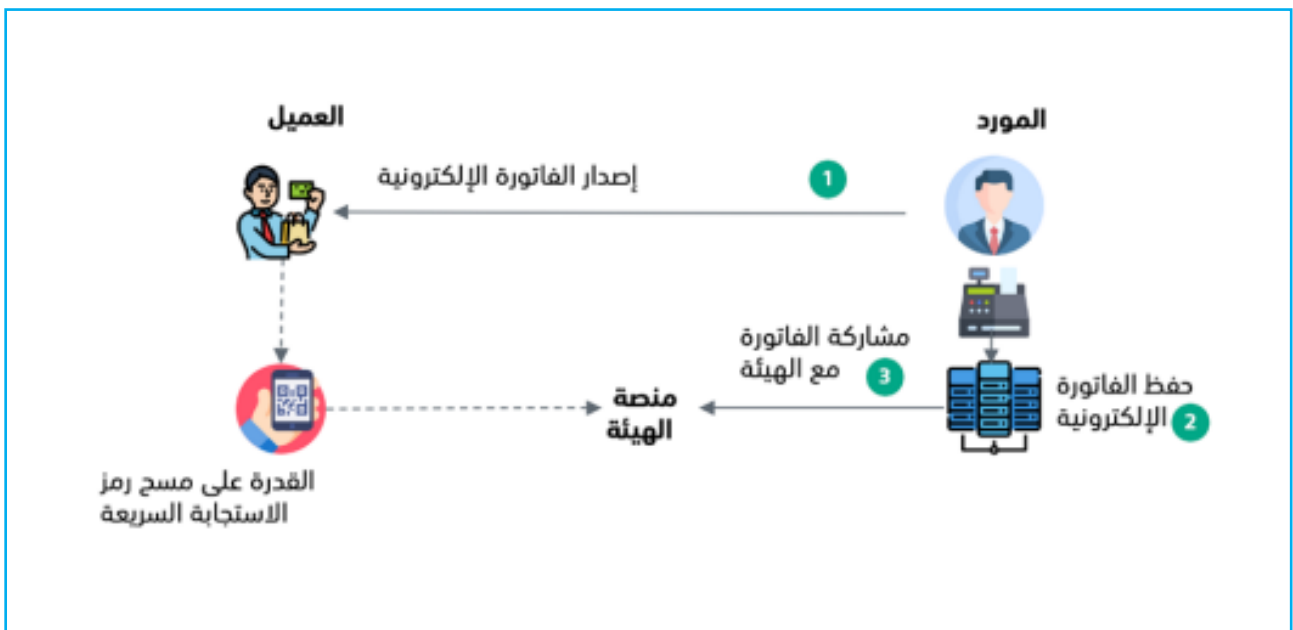 المورد
العميل
1
إصدار الفاتورة الإلكترونية
مشاركة الفاتورة
مع الهيئة
3
حفظ الفاتورة
الإلكترونية
2
منصة
الهيئة
القدرة على مسح رمز
الاستجابة السريعة